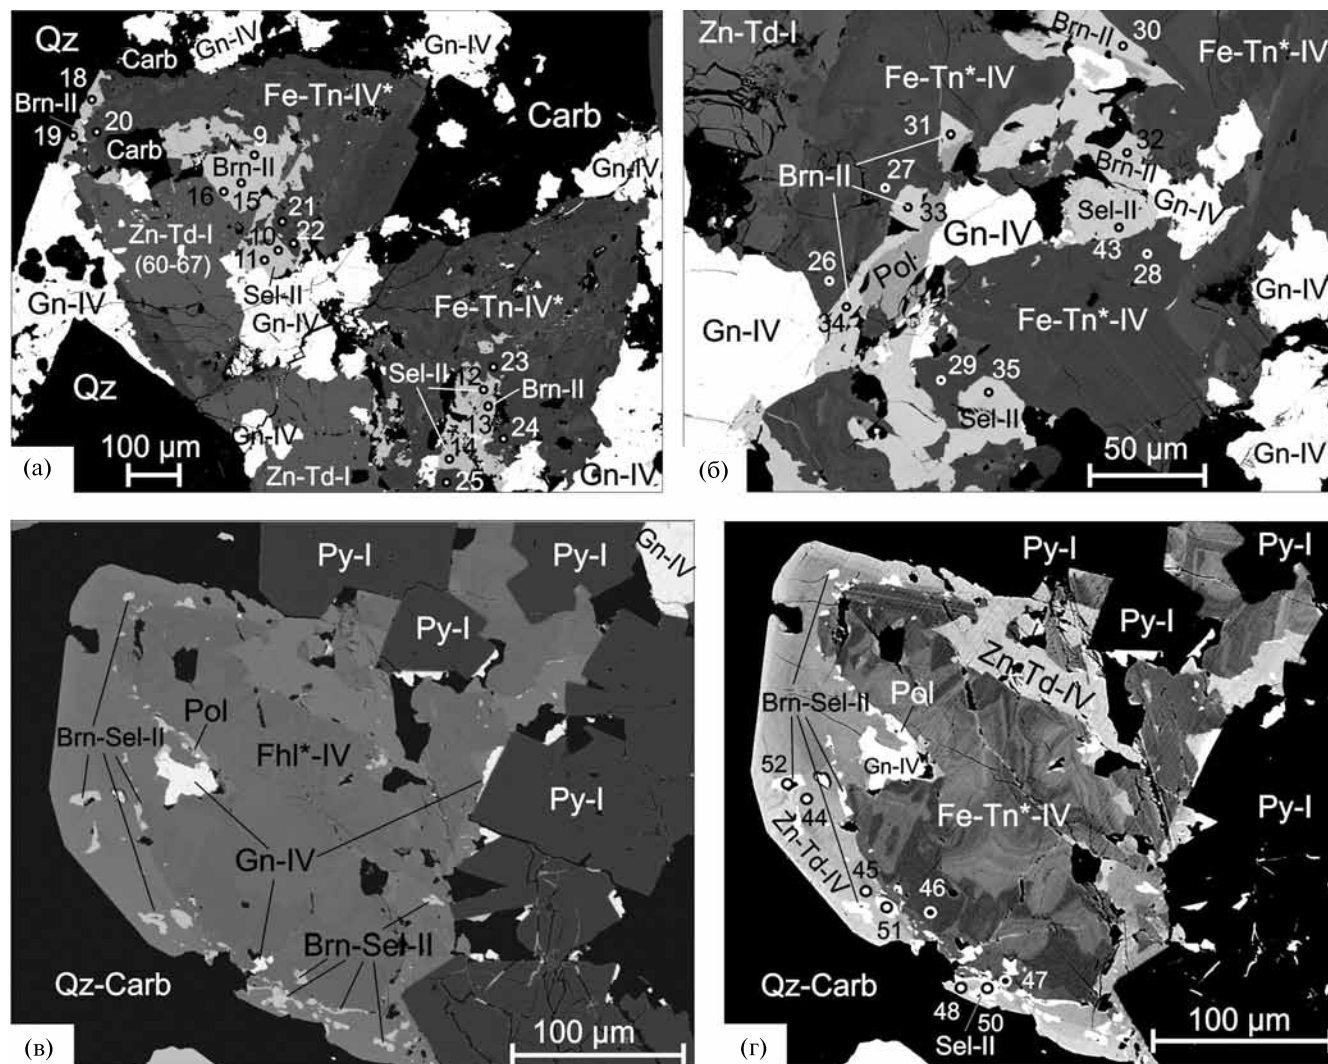 Qz
Carb
Gn-IV
Gn-IV
18
Brn-II
19
20
Carb
Fe-Tn-IV*
9
Brn-II
16
15
Carb
Gn-IV
21
10
22
11
Zn-Td-I
(60-67)
Sel-II
Gn-IV
Gn-IV
Fe-Tn-IV*
Qz
23
Sel-II
12
Brn-II
13
24
14
25
Gn-IV
Zn-Td-I
Gn-IV
100 µm
(а)
Zn-Td-I
Brn-II
30
Fe-Tn*-IV
Fe-Tn*-IV
31
32
Brn-II
27
Brn-II
33
Gn-IV
Gn-IV
Sel-II
43
28
26
Pol
Gn-IV
34
Fe-Tn*-IV
Gn-IV
29
35
Sel-II
50 µm
Gn-IV
(б)
Py-I
Py-I
Gn-IV
Py-I
Pol
Brn-Sel-II
Fhl*-IV
Py-I
Gn-IV
Brn-Sel-II
Qz-Carb
100 µm
(в)
Py-I
Py-I
Py-I
Zn-Td-IV
Pol
Brn-Sel-II
Gn-IV
52
44
Fe-Tn*-IV
Py-I
Zn-Td-IV
45
46
51
47
48
50
Sel-II
Qz-Carb
100 µm
(г)